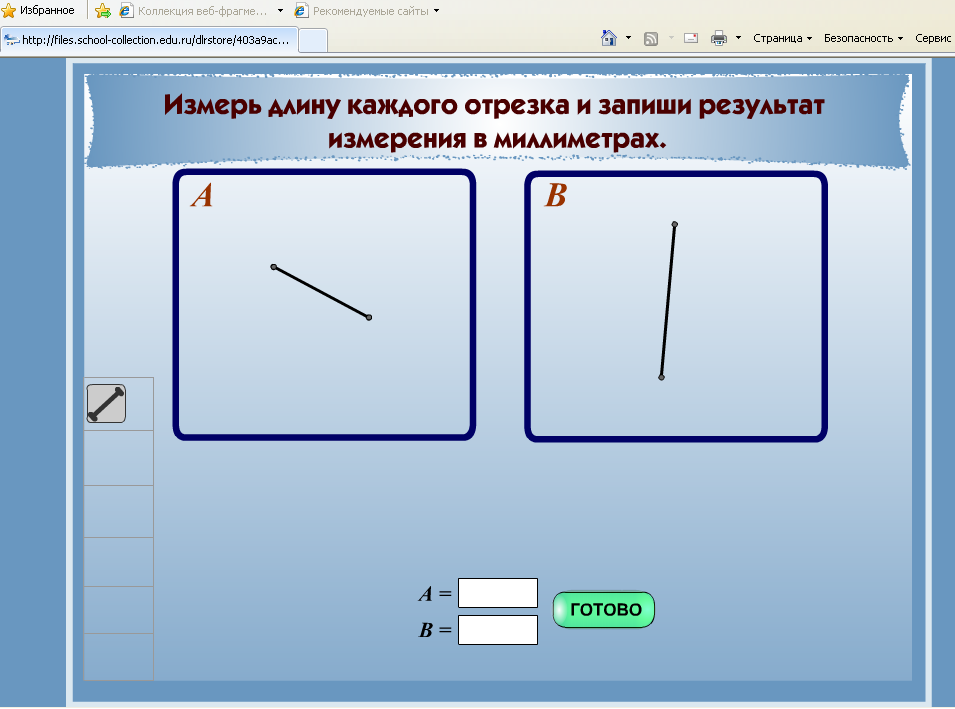 Избранное
Коллекция веб-фрагме...
Рекомендуемые сайты
http://files.school-collection.edu.ru/dlrstore/403a9ac...
Страница
Безопасность
Сервис
Измерь длину каждого отрезка и запиши результат
измерения в миллиметрах.
A
B
A =
B =
ГОТОВО